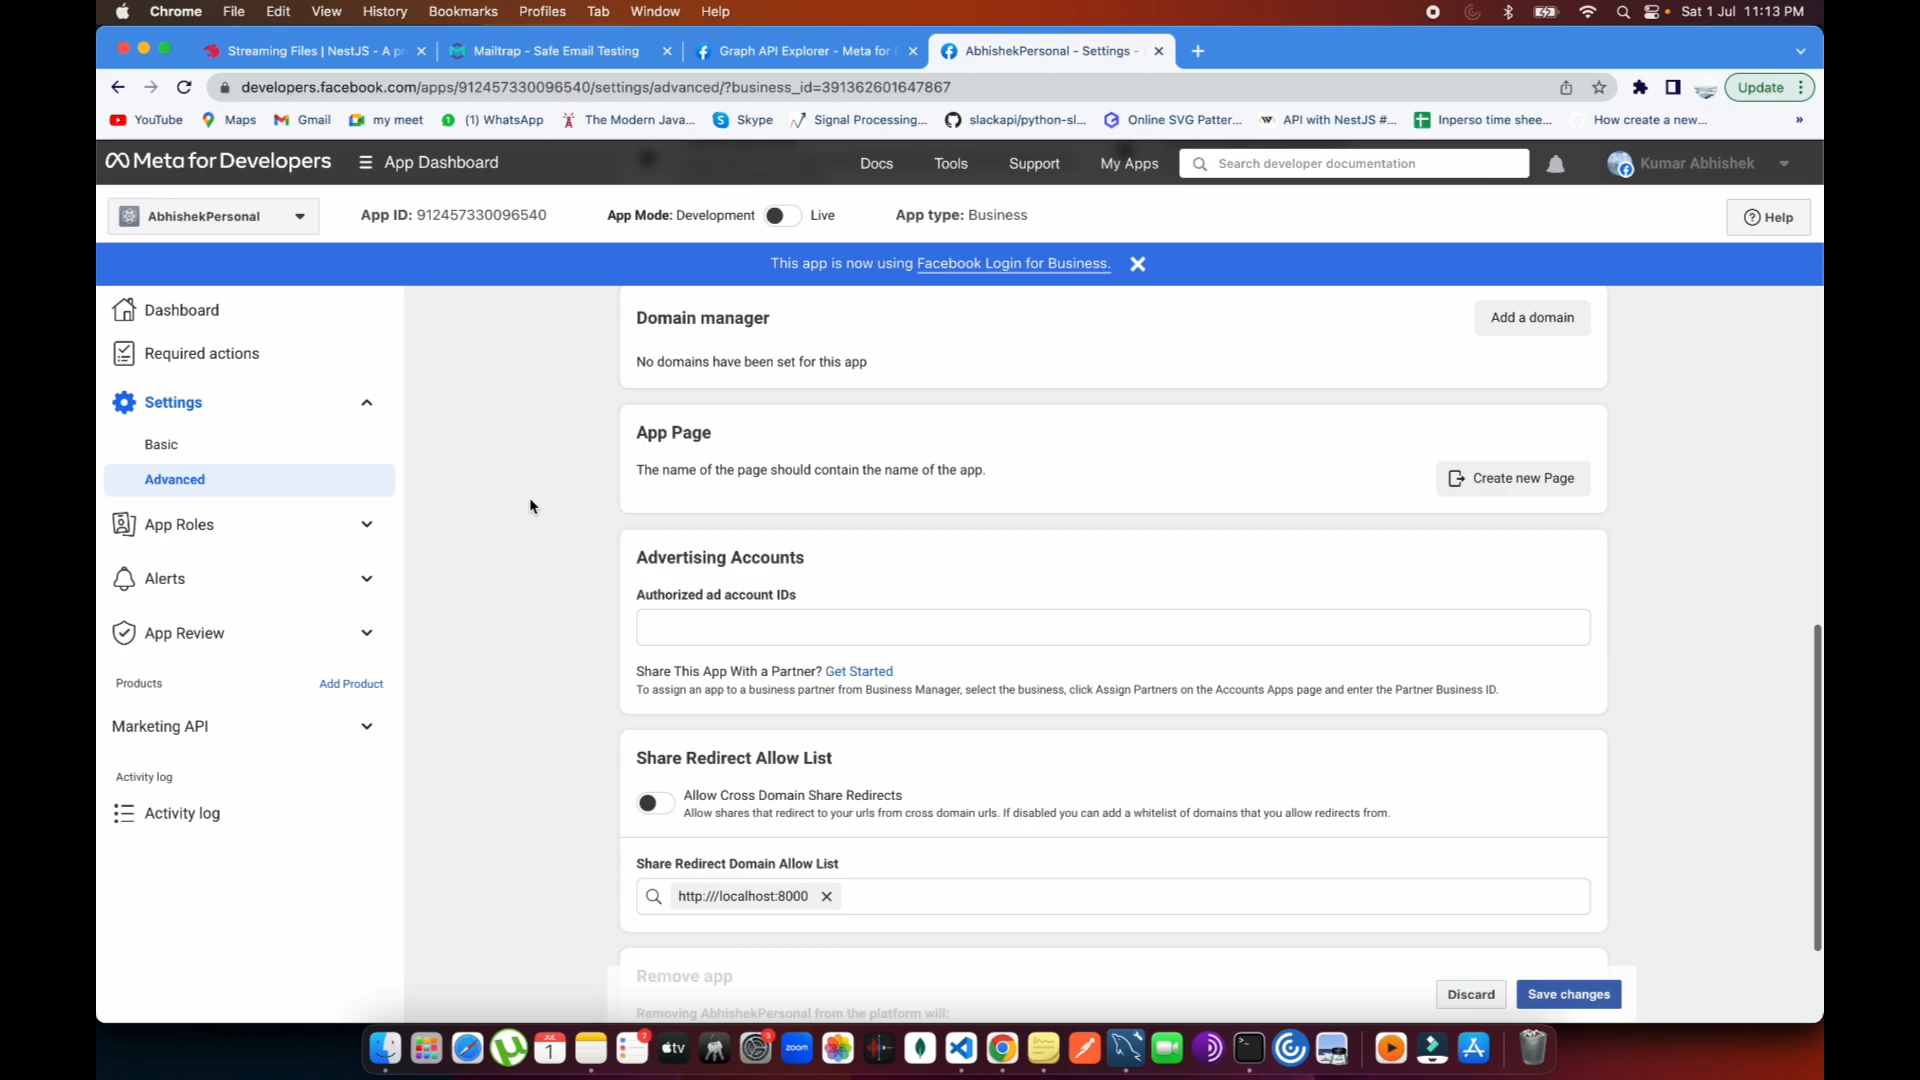 Chrome File Edit View History Bookmarks Profiles Tab Window Help Sat 1 Jul 11:13 PM
Streaming Files | NestJS - A pr Mailtrap - Safe Email Testing Graph API Explorer - Meta for AbhishekPersonal - Settings -
developers.facebook.com/apps/912457330096540/settings/advanced/?business_id=391362601647867 Update
YouTube Maps Gmail my meet (1) WhatsApp The Modern Java... Skype Signal Processing... slackapi/python-sl... Online SVG Patter... API with NestJS #... Inperso time shee... How create a new... »
Meta for Developers App Dashboard Docs Tools Support My Apps Search developer documentation Kumar Abhishek
AbhishekPersonal App ID: 912457330096540 App Mode: Development Live App type: Business Help
This app is now using Facebook Login for Business.
Dashboard
Required actions
Settings
Basic
Advanced
App Roles
Alerts
App Review
Products Add Product
Marketing API
Activity log
Activity log
Domain manager Add a domain
No domains have been set for this app
App Page
The name of the page should contain the name of the app.
Create new Page
Advertising Accounts
Authorized ad account IDs
Share This App With a Partner? Get Started
To assign an app to a business partner from Business Manager, select the business, click Assign Partners on the Accounts Apps page and enter the Partner Business ID.
Share Redirect Allow List
Allow Cross Domain Share Redirects
Allow shares that redirect to your urls from cross domain urls. If disabled you can add a whitelist of domains that you allow redirects from.
Share Redirect Domain Allow List
http:///localhost:8000
Remove app
Discard Save changes
Removing AbhishekPersonal from the platform will:
JUL
1
tv
zoom